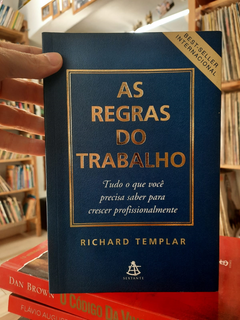 BEST-SELLER
INTERNACIONAL
AS
REGRAS
DO
TRABALHO
Tudo o que você
precisa saber para
crescer profissionalmente
RICHARD TEMPLAR
SEXTANTE
DAN BROWN O CÓDIGO DA
FLÁVIO